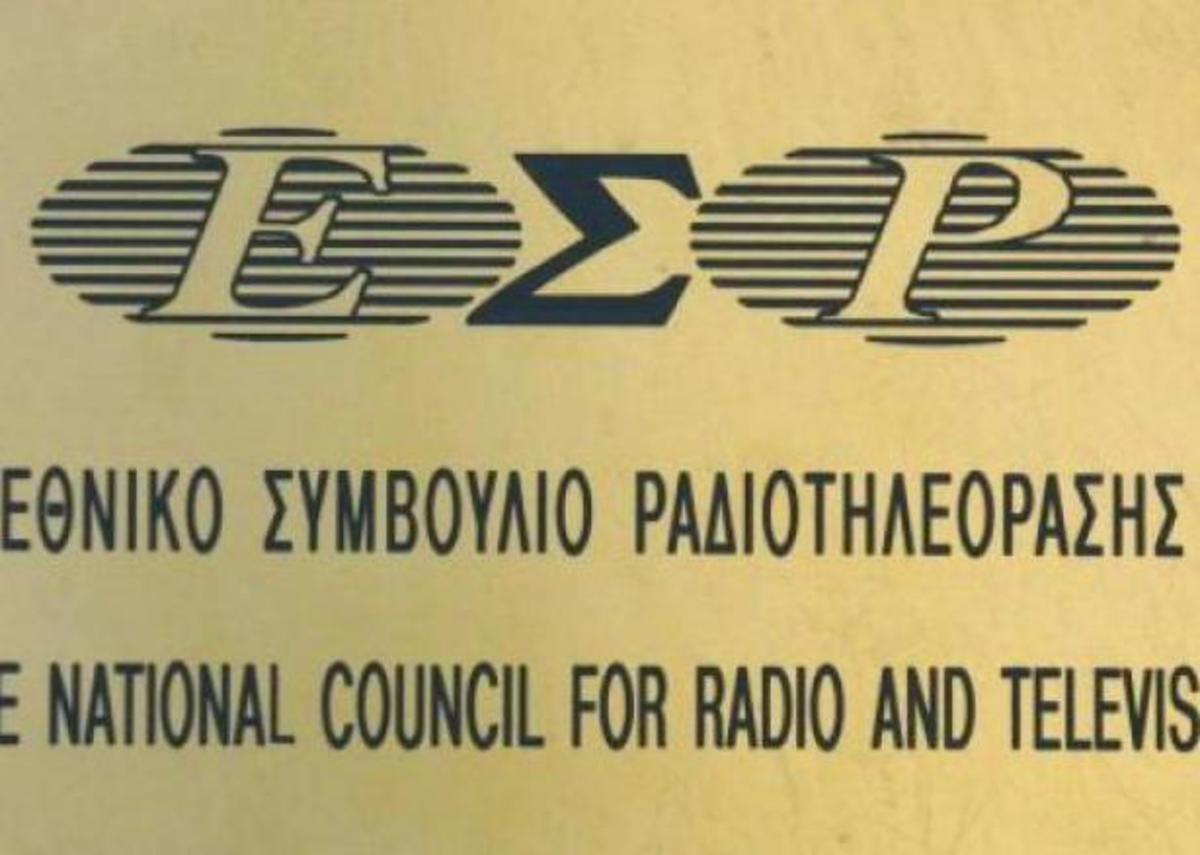 ΕΣΡ
ΕΘΝΙΚΟ ΣΥΜΒΟΥΛΙΟ ΡΑΔΙΟΤΗΛΕΟΡΑΣΗΣ
E NATIONAL COUNCIL FOR RADIO AND TELEVIS